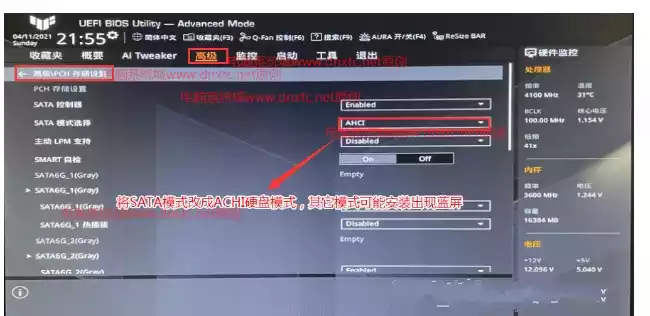 UEFI BIOS Utility — Advanced Mode
04/11/2021 Sunday 21:55 简体中文 收藏夹(F3) Q-Fan 控制(F6) 搜索(F9) AURA 开/关(F4) ReSize BAR
收藏夹 概要 Ai Tweaker 高级 监控 启动 工具 退出
硬件监控
← 高级\PCH 存储设置
处理器
PCH 存储设置
频率 温度
4100 MHz 31°C
SATA 控制器 Enabled
BCLK 核心电压
100.00 MHz 1.154 V
SATA 模式选择 AHCI
倍频
41x
主动 LPM 支持 Disabled
SMART 自检 On Off
内存
SATA6G_1(Gray) Empty
频率 电压
3600 MHz 1.344 V
> SATA6G_1(Gray)
SATA6G_1(Gray)
将SATA模式改成ACHI硬盘模式，其它模式可能安装出现蓝屏
容量
16384 MB
SATA6G_1 热插拔 Disabled
SATA6G_2(Gray) Empty
电压
> SATA6G_2(Gray)
+12V +5V
12.096 V 5.040 V
SATA6G_2(Gray) Enabled